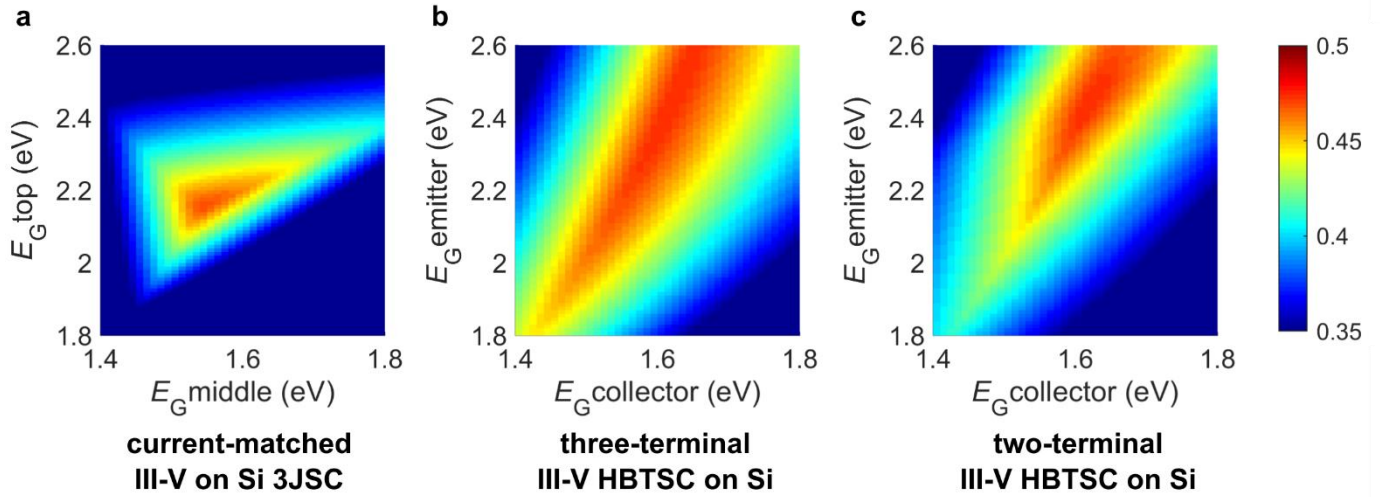 a
2.6
2.4
2.2
2
1.8
E_G top (eV)
1.4
1.6
1.8
E_G middle (eV)
current-matched
III-V on Si 3JSC
b
2.6
2.4
2.2
2
1.8
E_G emitter (eV)
1.4
1.6
1.8
E_G collector (eV)
three-terminal
III-V HBTSC on Si
c
2.6
2.4
2.2
2
1.8
E_G emitter (eV)
1.4
1.6
1.8
E_G collector (eV)
two-terminal
III-V HBTSC on Si
0.5
0.45
0.4
0.35